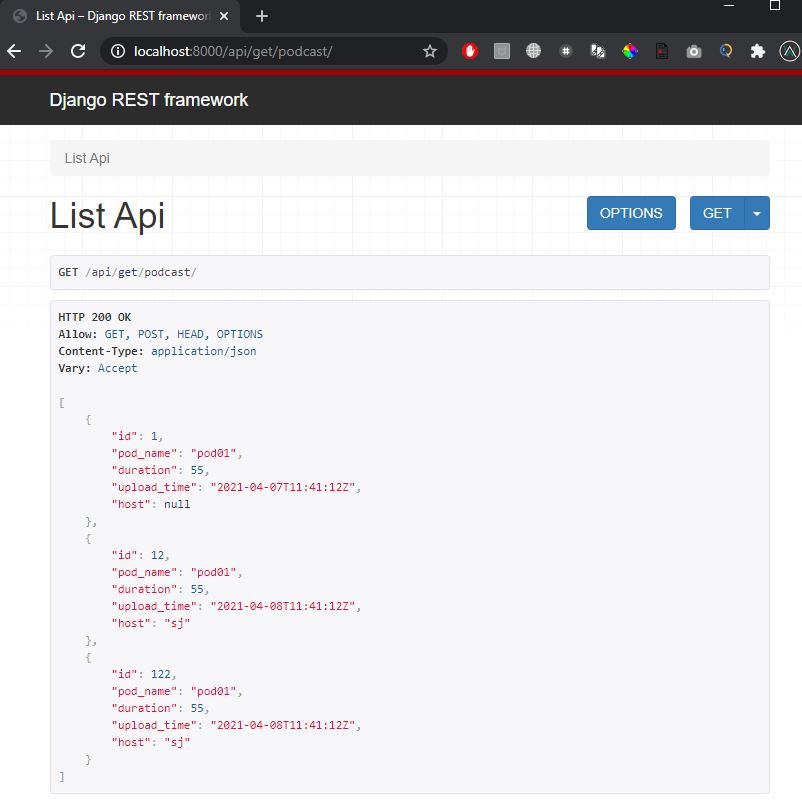 List Api – Django REST framework
localhost:8000/api/get/podcast/
Django REST framework
List Api
List Api
OPTIONS
GET
GET /api/get/podcast/
HTTP 200 OK
Allow: GET, POST, HEAD, OPTIONS
Content-Type: application/json
Vary: Accept
[
{
"id": 1,
"pod_name": "pod01",
"duration": 55,
"upload_time": "2021-04-07T11:41:12Z",
"host": null
},
{
"id": 12,
"pod_name": "pod01",
"duration": 55,
"upload_time": "2021-04-08T11:41:12Z",
"host": "sj"
},
{
"id": 122,
"pod_name": "pod01",
"duration": 55,
"upload_time": "2021-04-08T11:41:12Z",
"host": "sj"
}
]